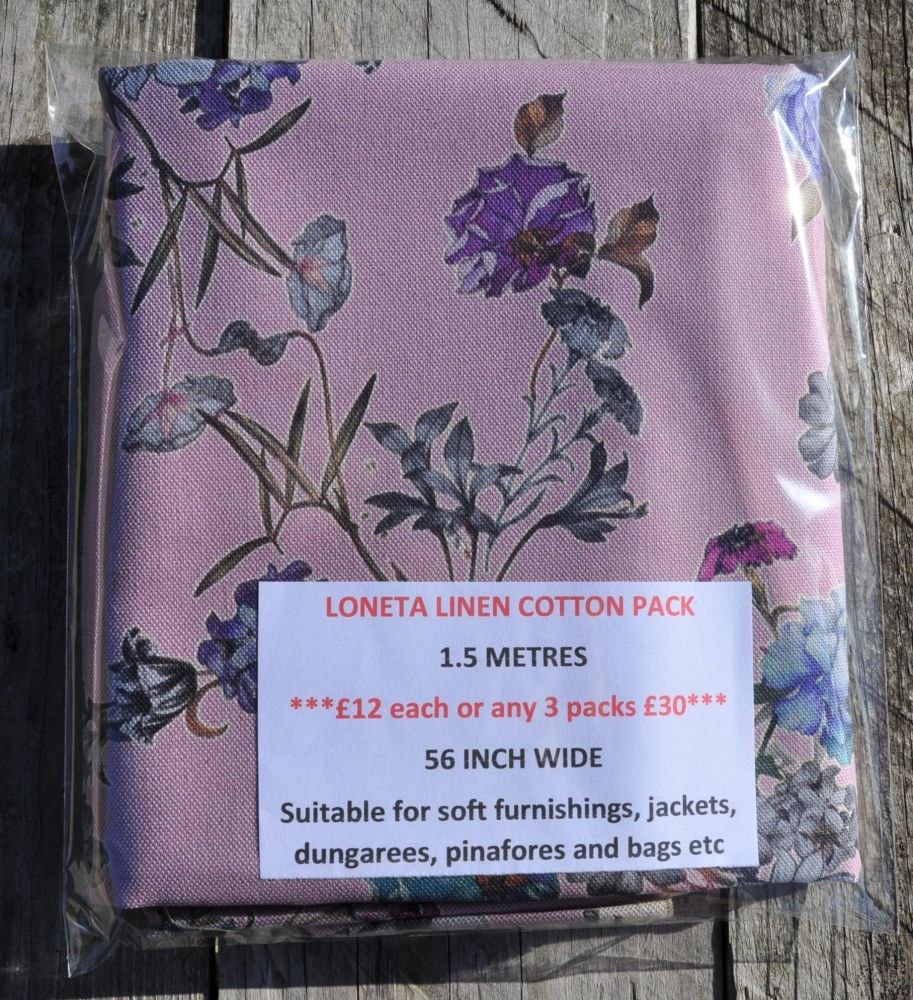 LONETA LINEN COTTON PACK
1.5 METRES
***£12 each or any 3 packs £30***
56 INCH WIDE
Suitable for soft furnishings, jackets,
dungarees, pinafores and bags etc